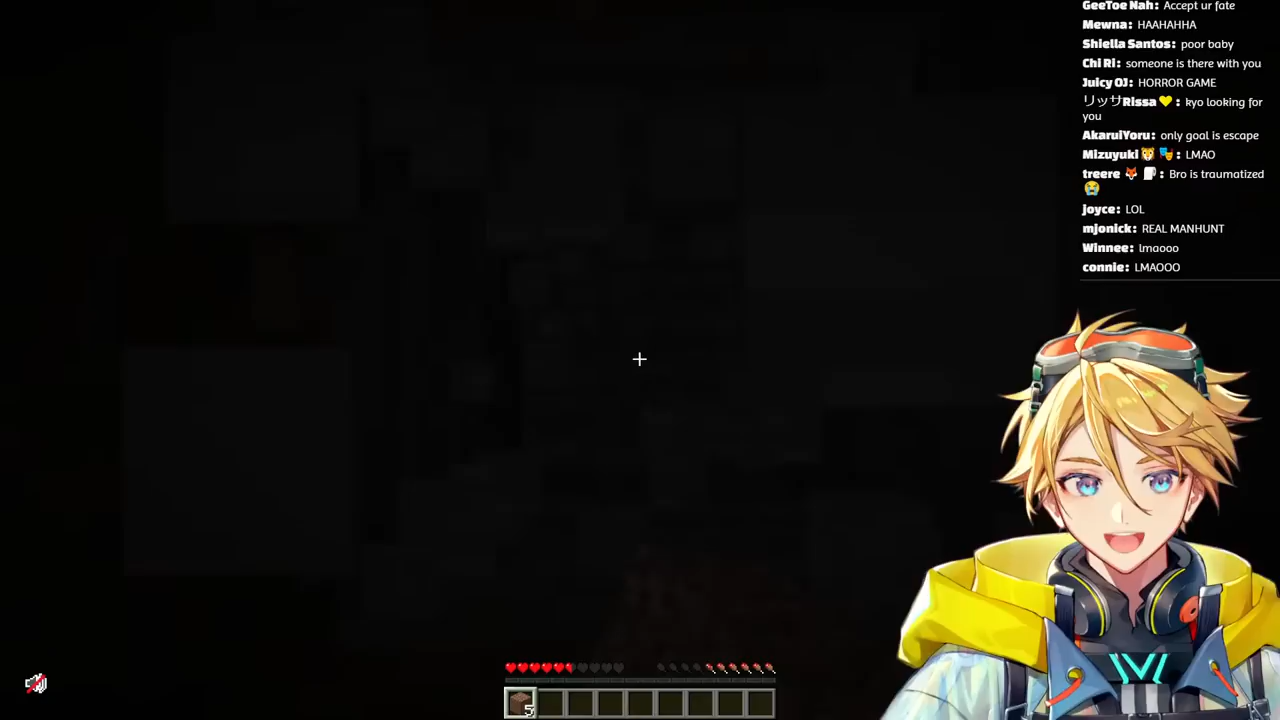 GeeToe Nah: Accept ur fate
Mewna: HAAHAHHA
Shiella Santos: poor baby
Chi Ri: someone is there with you
Juicy OJ: HORROR GAME
リッサRissa 💛: kyo looking for
you
AkaruiYoru: only goal is escape
Mizuyuki 🐯 🎭: LMAO
treere 🦊 🧻: Bro is traumatized
😭
joyce: LOL
mjonick: REAL MANHUNT
Winnee: lmaooo
connie: LMAOOO
5